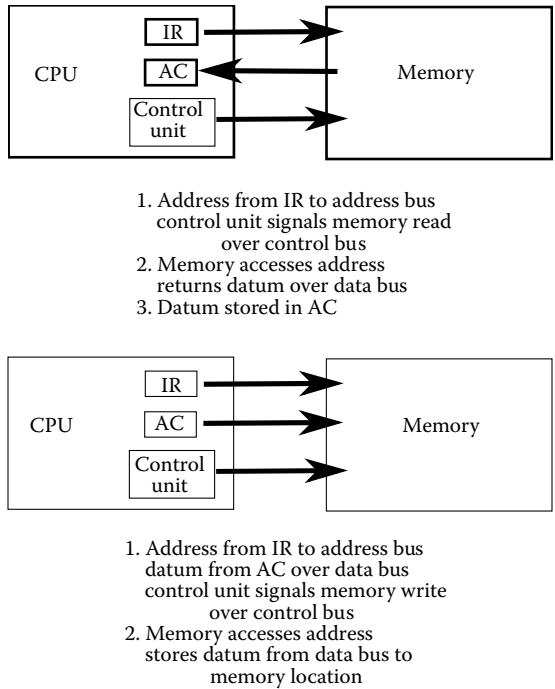 IR
CPU
AC
Memory
Control
unit
1. Address from IR to address bus
control unit signals memory read
over control bus
2. Memory accesses address
returns datum over data bus
3. Datum stored in AC
IR
CPU
AC
Memory
Control
unit
1. Address from IR to address bus
datum from AC over data bus
control unit signals memory write
over control bus
2. Memory accesses address
stores datum from data bus to
memory location